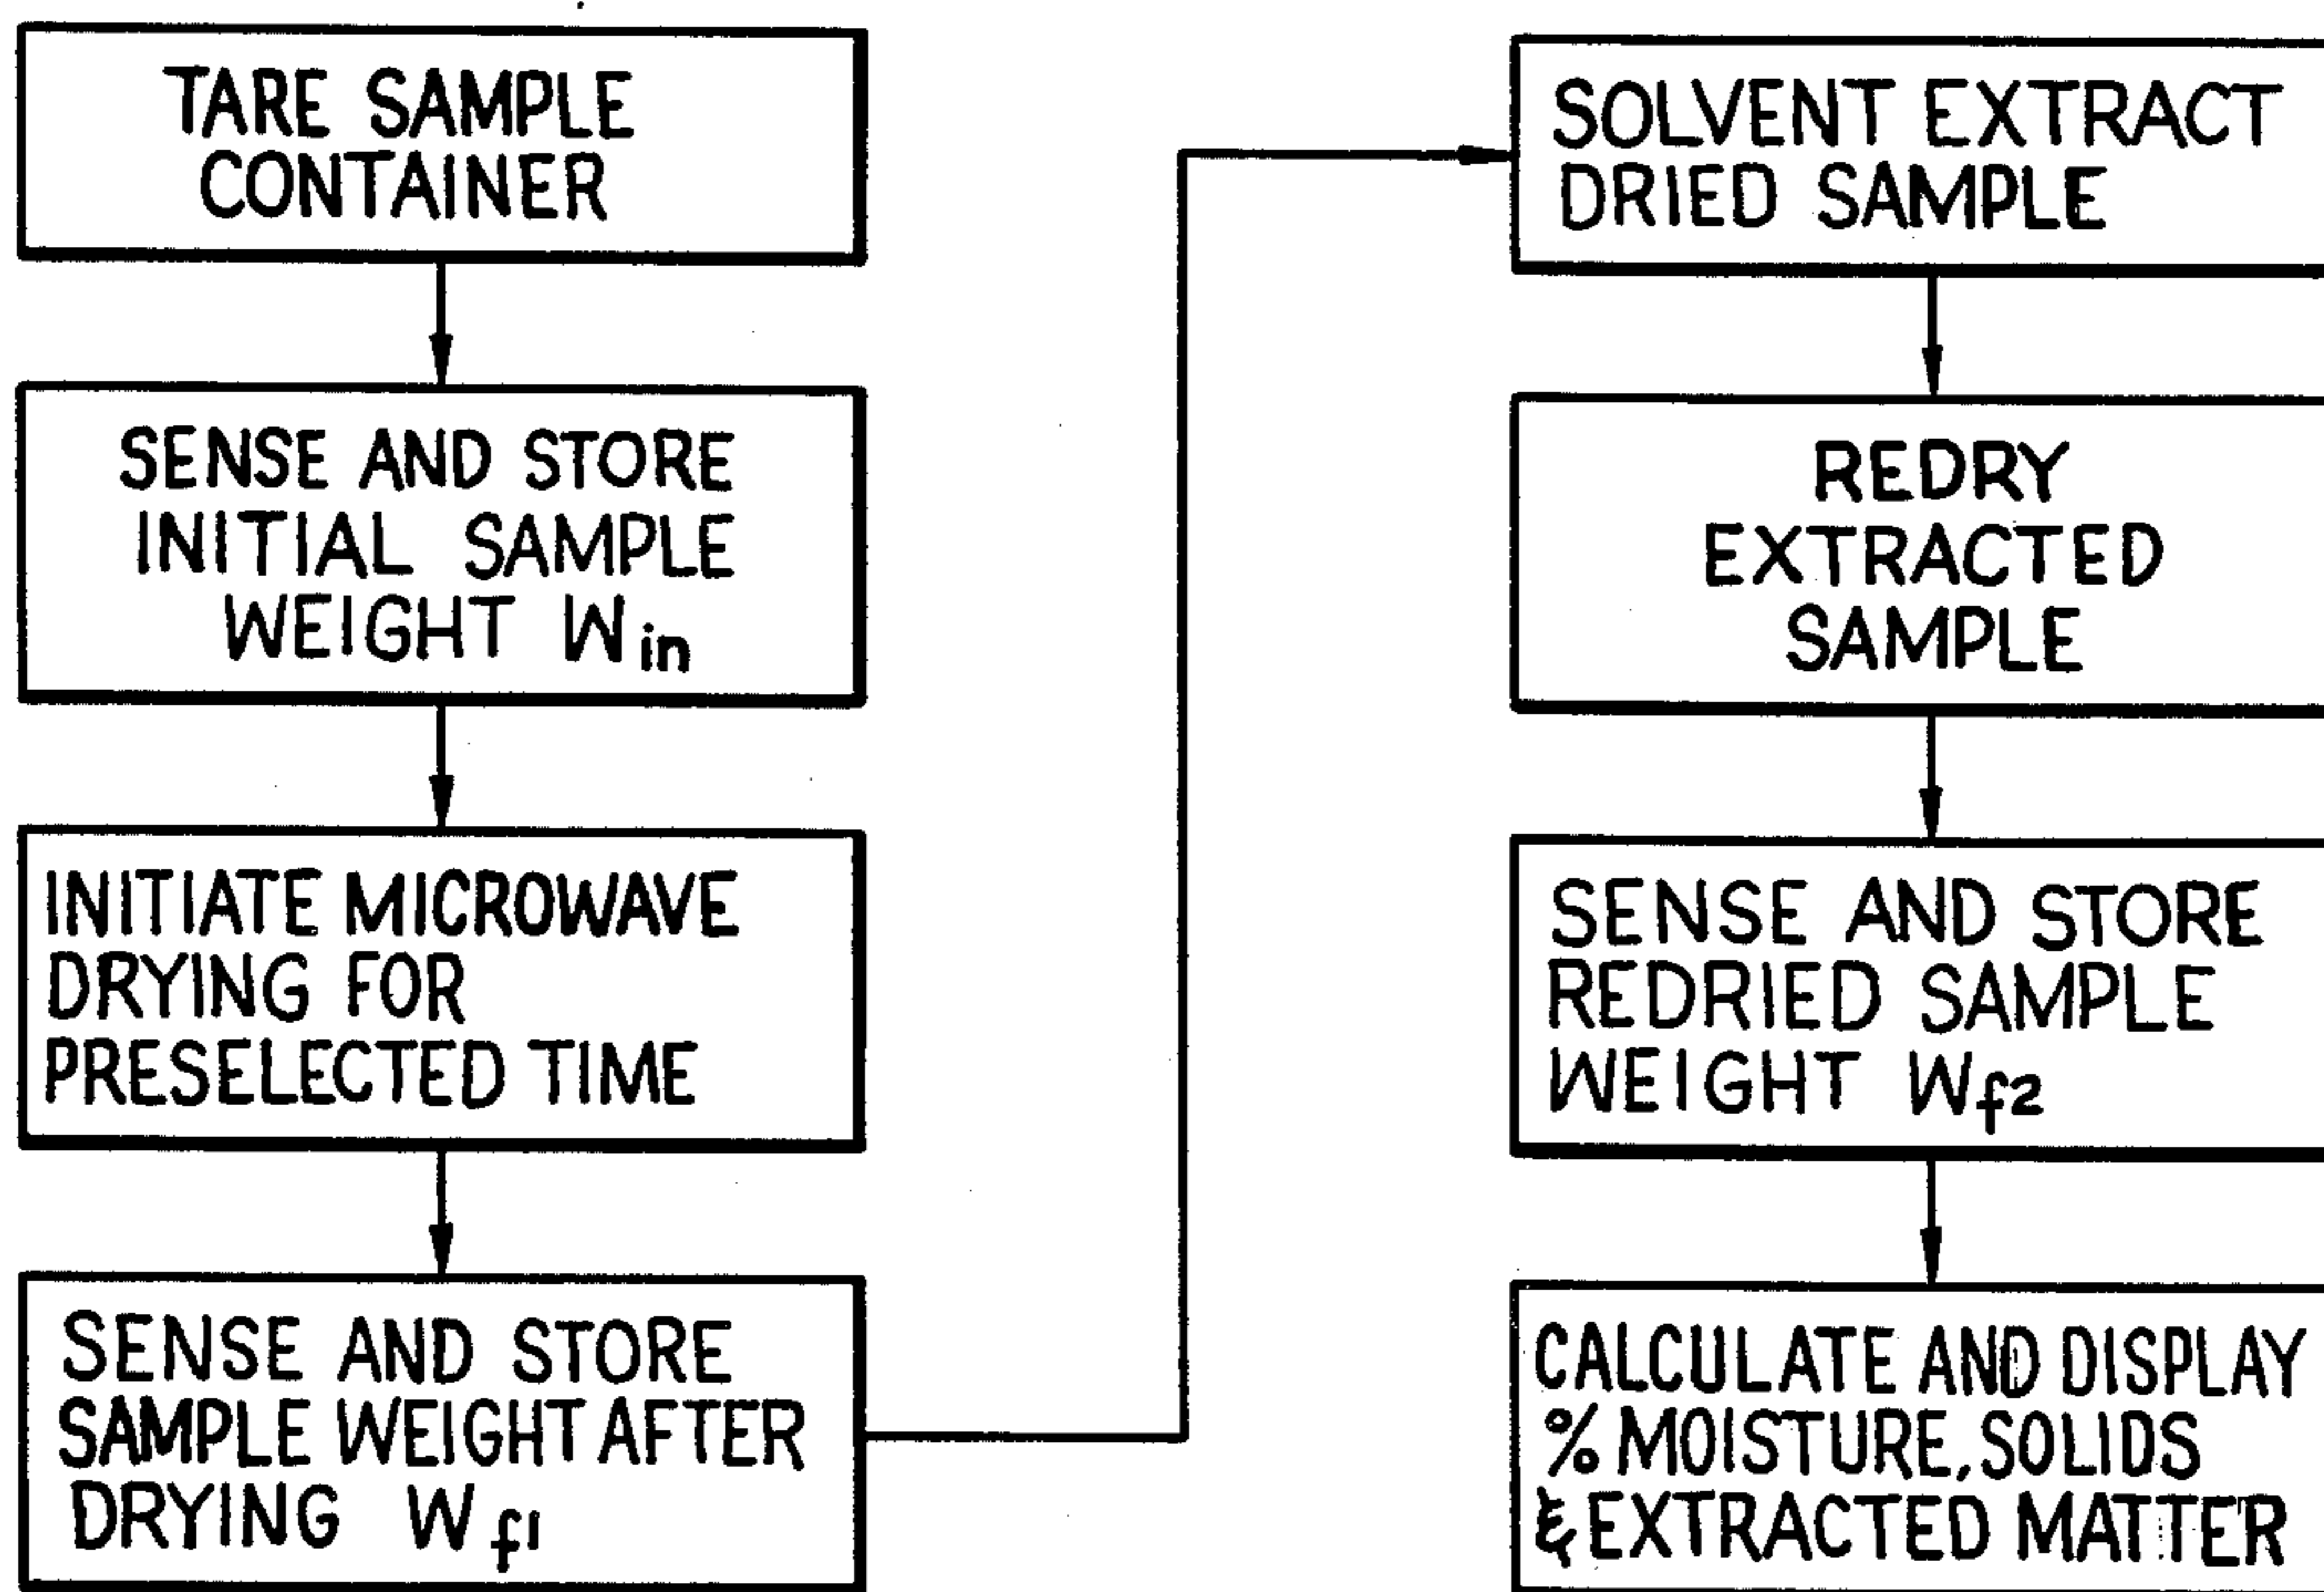 TARE SAMPLE
CONTAINER
SENSE AND STORE
INITIAL SAMPLE
WEIGHT Win
INITIATE MICROWAVE
DRYING FOR
PRESELECTED TIME
SENSE AND STORE
SAMPLE WEIGHT AFTER
DRYING Wf1
SOLVENT EXTRACT
DRIED SAMPLE
REDRY
EXTRACTED
SAMPLE
SENSE AND STORE
REDRIED SAMPLE
WEIGHT Wf2
CALCULATE AND DISPLAY
% MOISTURE, SOLIDS
& EXTRACTED MATTER